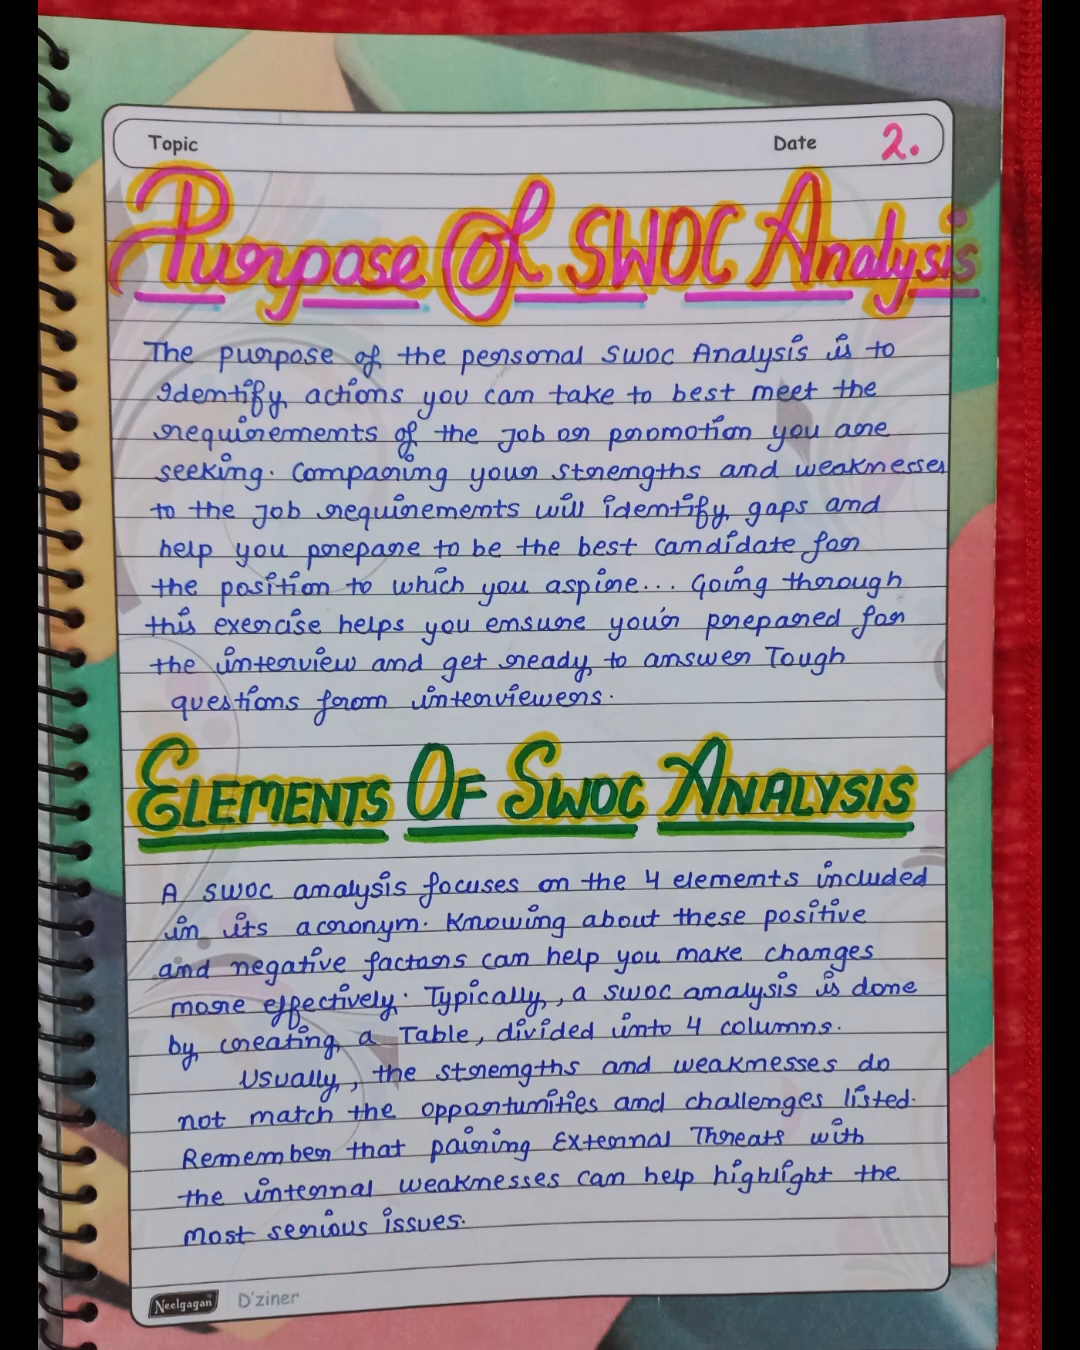 Topic
Date 2.
Purpose Of SWOC Analysis
The purpose of the personal SWOC Analysis is to
Identify actions you can take to best meet the
requirements of the Job or promotion you are
seeking. Comparing your strengths and weaknesses
to the Job requirements will identify gaps and
help you prepare to be the best candidate for
the position to which you aspire... Going through
this exercise helps you ensure you'r prepared for
the interview and get ready to answer Tough
questions from interviewers.
ELEMENTS OF SWOC ANALYSIS
A SWOC analysis focuses on the 4 elements included
in its acronym. Knowing about these positive
and negative factors can help you make changes
more effectively. Typically, a SWOC analysis is done
by creating a Table, divided into 4 columns.
Usually, the strengths and weaknesses do
not match the opportunities and challenges listed.
Remember that pairing External Threats with
the internal weaknesses can help highlight the
most serious issues.
Neelgagan D'ziner